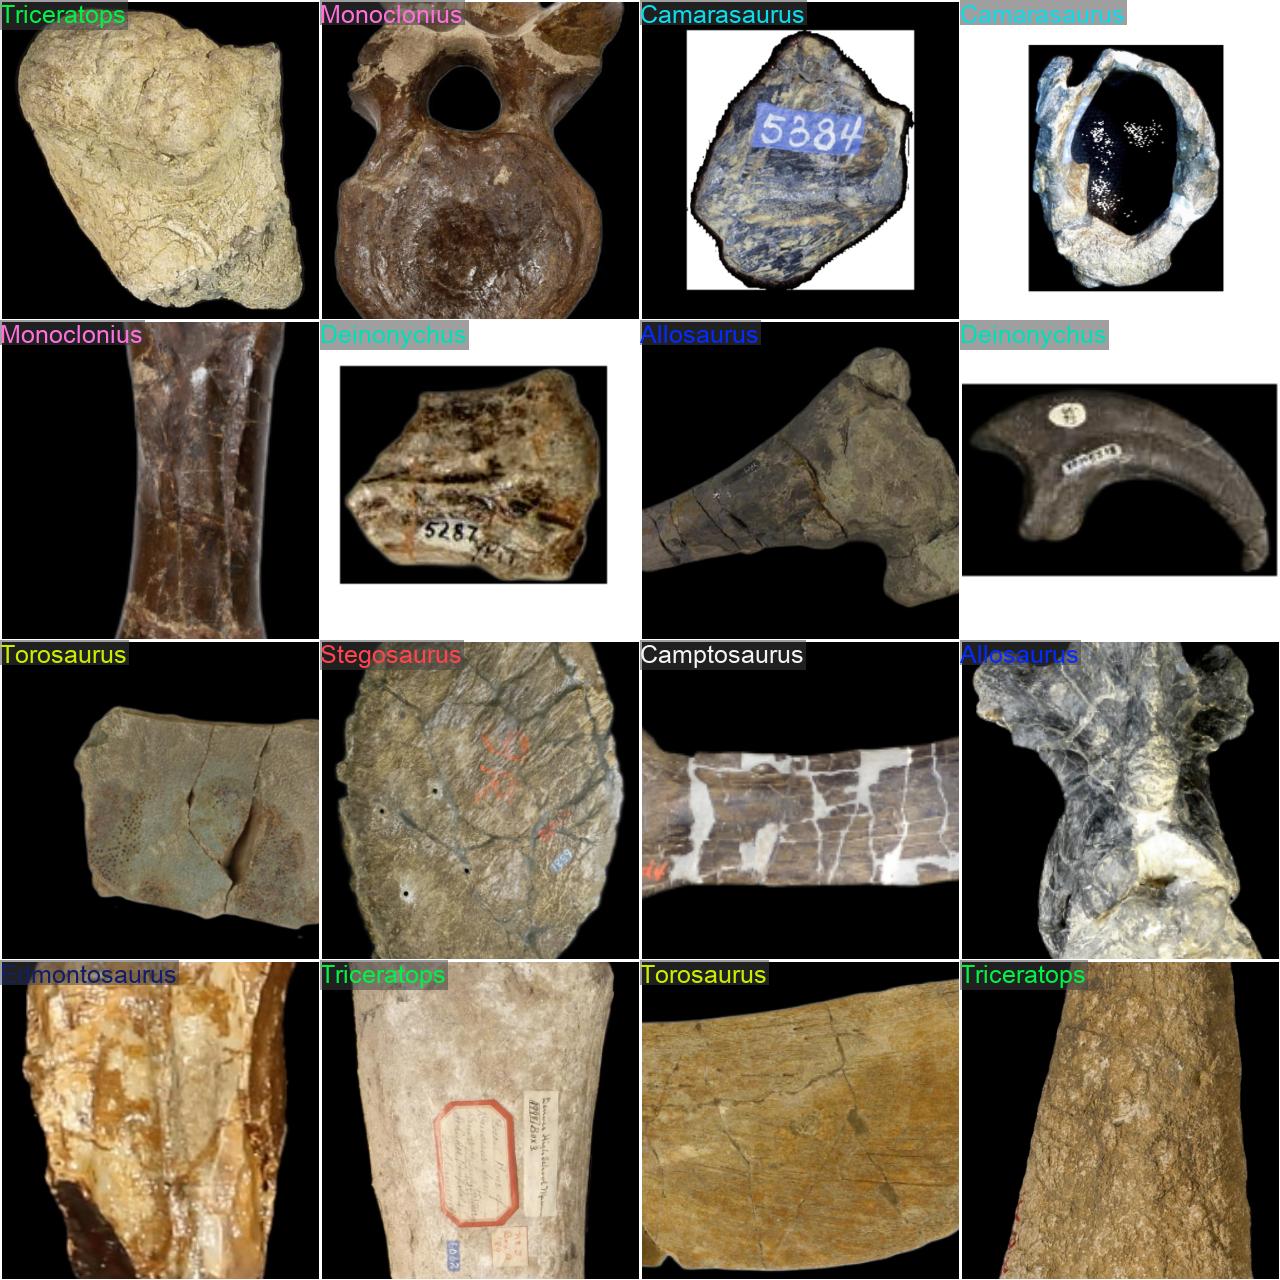 Triceratops
Monoclonius
Camarasaurus
Camarasaurus
5384
Monoclonius
Deinonychus
Allosaurus
Deinonychus
5287
Torosaurus
Stegosaurus
Camptosaurus
Allosaurus
Edmontosaurus
Triceratops
Torosaurus
Triceratops